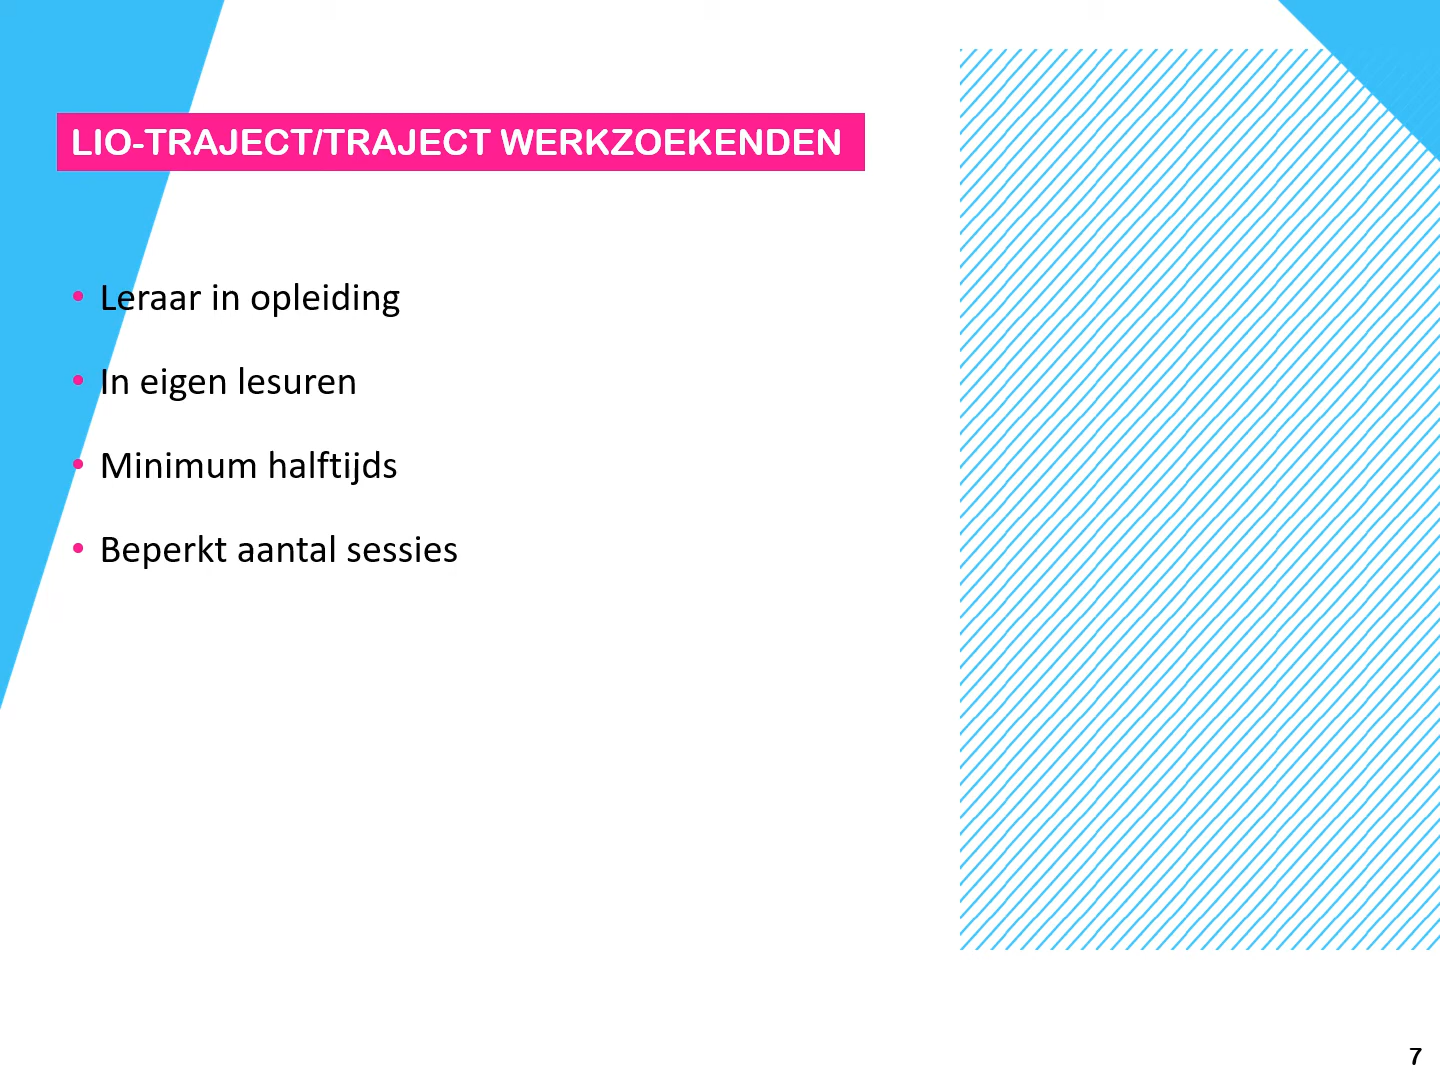 LIO-TRAJECT/TRAJECT WERKZOEKENDEN
• Leraar in opleiding
• In eigen lesuren
• Minimum halftijds
• Beperkt aantal sessies
7